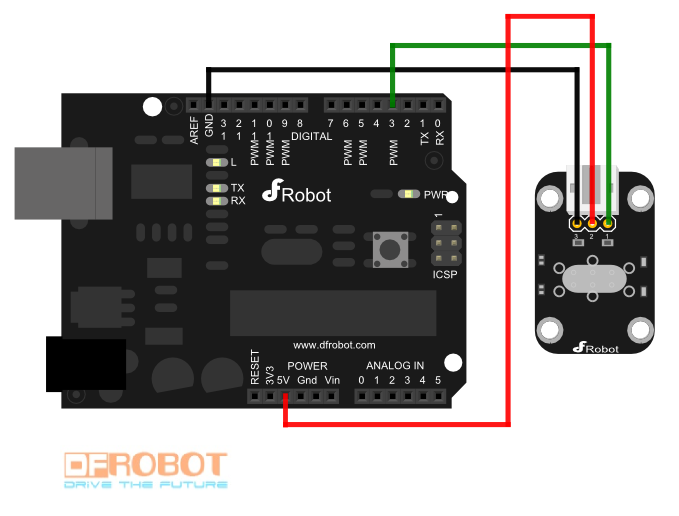 AREF
GND
13
12
11 PWM
10 PWM
9 PWM
8
7
6 PWM
5 PWM
4
3 PWM
2
1 TX
0 RX
DIGITAL
L
TX
RX
Robot
PWR
1
ICSP
www.dfrobot.com
POWER
ANALOG IN
RESET
3V3
5V Gnd Vin
0 1 2 3 4 5
3 2 1
Robot
DFROBOT
DRIVE THE FUTURE